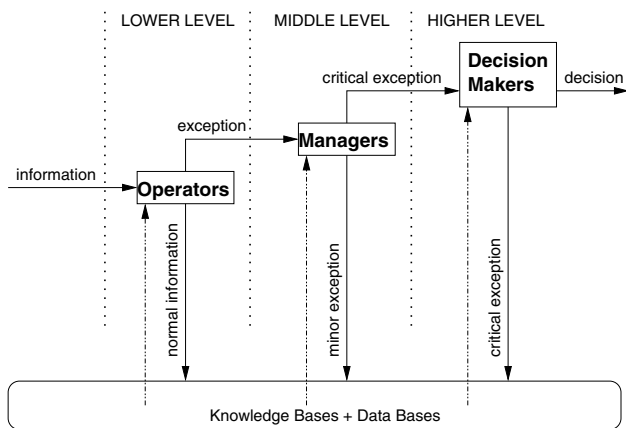 LOWER LEVEL
MIDDLE LEVEL
HIGHER LEVEL
critical exception
Decision
Makers
decision
exception
Managers
information
Operators
normal information
minor exception
critical exception
Knowledge Bases + Data Bases